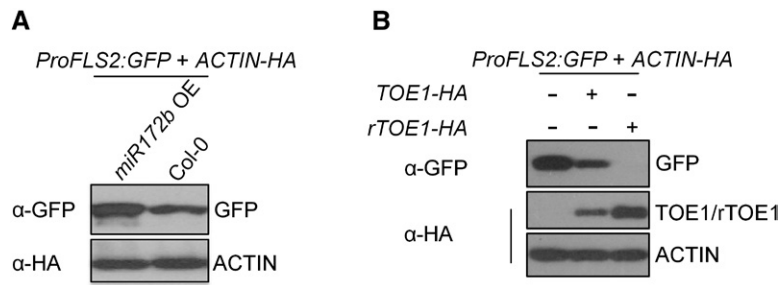 A
ProFLS2:GFP + ACTIN-HA
miR172b OE
Col-0
α-GFP
GFP
α-HA
ACTIN
B
ProFLS2:GFP + ACTIN-HA
TOE1-HA - + -
rTOE1-HA - - +
α-GFP
GFP
TOE1/rTOE1
α-HA
ACTIN